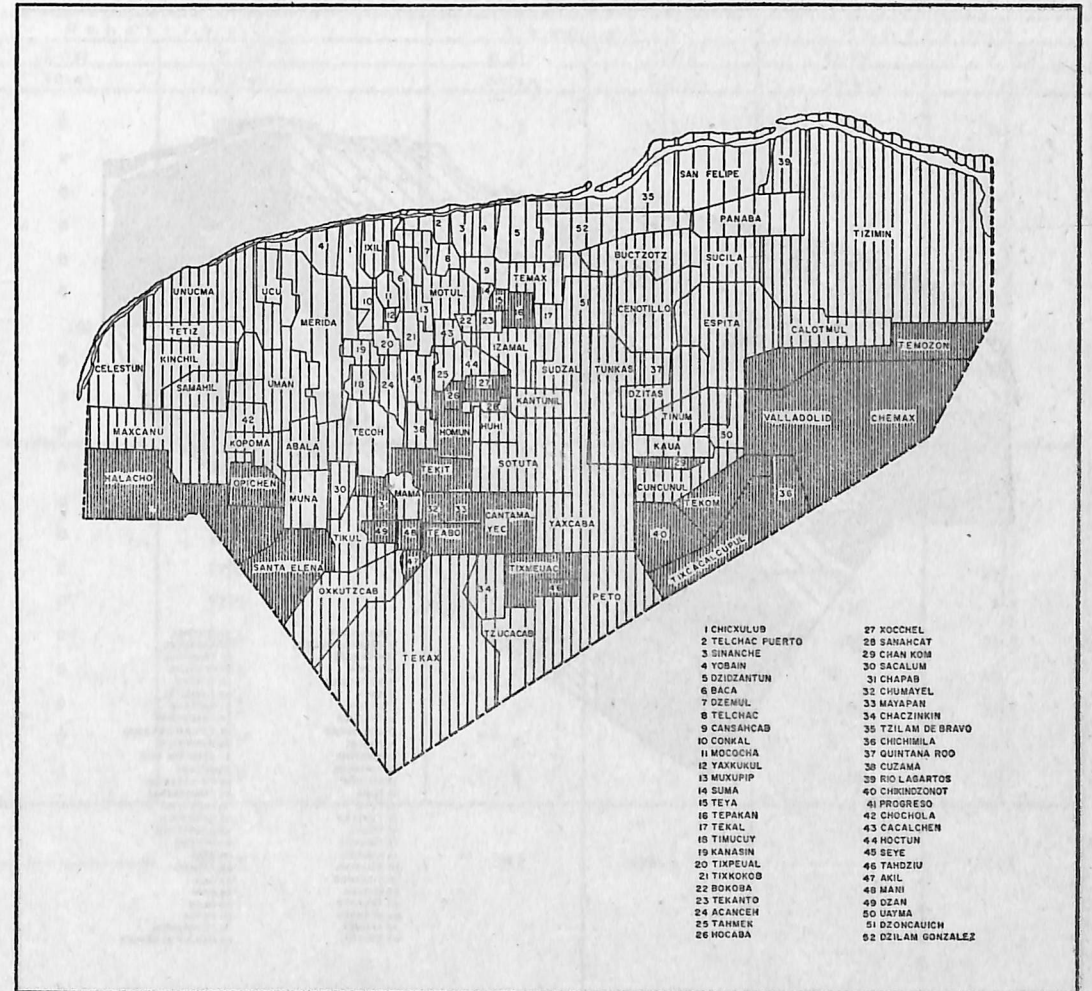 39
SAN FELIPE
35
PANABA
TIZIMIN
2
3
4
5
52
4
1
IXIL
7
8
BUCTZOTZ
SUCILA
6
9
TEMAX
UNUCMA
UCU
MOTUL
14
15
16
51
10
11
12
13
17
CENOTILLO
MERIDA
22
23
ESPITA
CALOTMUL
TEMOZON
TETIZ
20
21
43
IZAMAL
19
44
KINCHIL
CELESTUN
SAMAHIL
UMAN
SUDZAL
TUNKAS
37
25
18
24
45
27
26
KANTUNIL
DZITAS
VALLADOLID
CHEMAX
28
TINUM
42
HUHI
MAXCANU
KOPOMA
ABALA
TECOH
38
HOMUN
30
KAUA
29
SOTUTA
TEKIT
HALACHO
OPICHEN
CUNCUNUL
MUNA
30
MAMA
TEKOM
36
32
33
CANTAMA
YEC
YAXCABA
TIKUL
49
48
TEABO
40
47
TIXMEUAC
TIXCACALCUPUL
SANTA ELENA
OXKUTZCAB
34
46
PETO
TZUCACAB
TEKAX
1 CHICXULUB
2 TELCHAC PUERTO
3 SINANCHE
4 YOBAIN
5 DZIDZANTUN
6 BACA
7 DZEMUL
8 TELCHAC
9 CANSAHCAB
10 CONKAL
11 MOCOCHA
12 YAXKUKUL
13 MUXUPIP
14 SUMA
15 TEYA
16 TEPAKAN
17 TEKAL
18 TIMUCUY
19 KANASIN
20 TIXPEUAL
21 TIXKOKOB
22 BOKOBA
23 TEKANTO
24 ACANCEH
25 TAHMEK
26 HOCABA
27 XOCCHEL
28 SANAHCAT
29 CHAN KOM
30 SACALUM
31 CHAPAB
32 CHUMAYEL
33 MAYAPAN
34 CHACZINKIN
35 TZILAM DE BRAVO
36 CHICHIMILA
37 QUINTANA ROO
38 CUZAMA
39 RIO LAGARTOS
40 CHIKINDZONOT
41 PROGRESO
42 CHOCHOLA
43 CACALCHEN
44 HOCTUN
45 SEYE
46 TAHDZIU
47 AKIL
48 MANI
49 DZAN
50 UAYMA
51 DZONCAUICH
52 DZILAM GONZALEZ